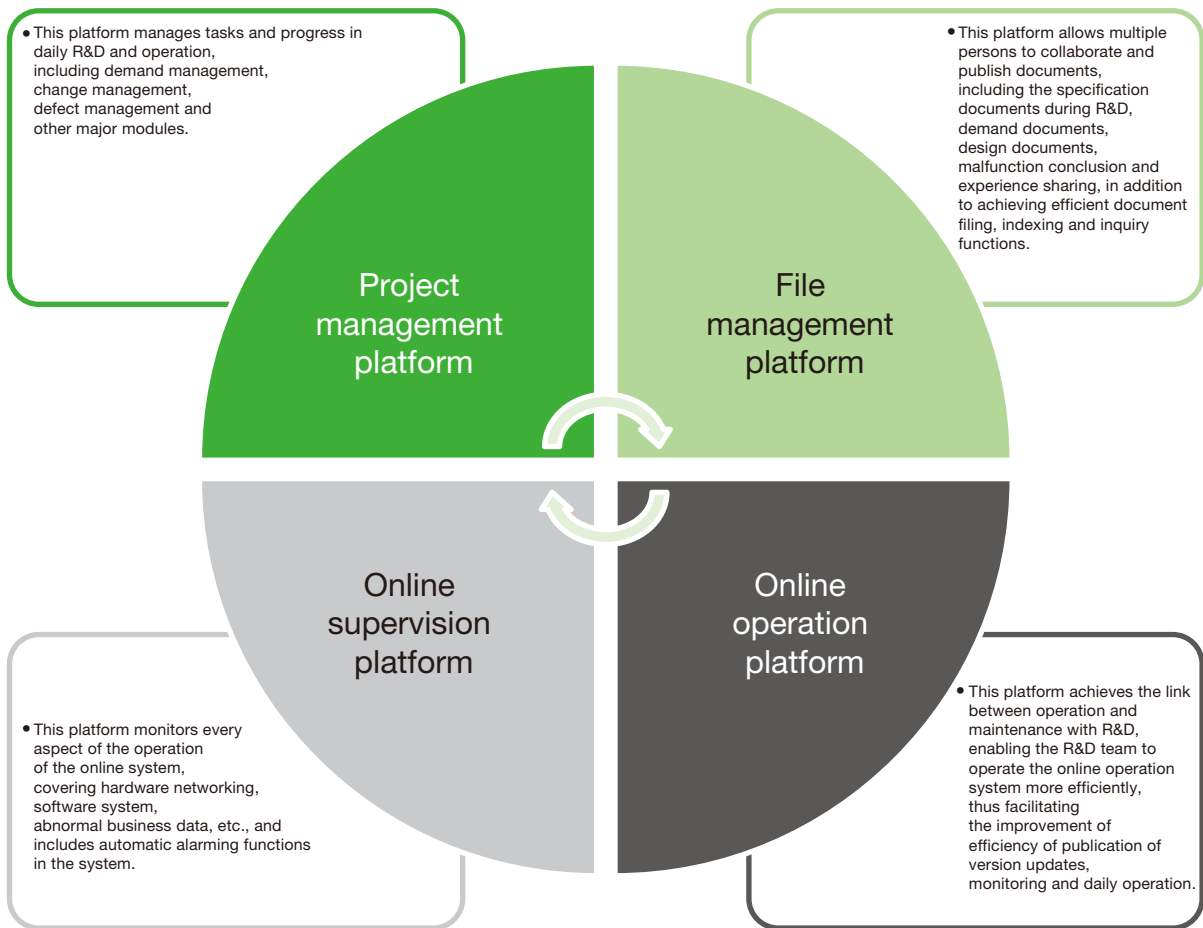 • This platform manages tasks and progress in
daily R&D and operation,
including demand management,
change management,
defect management and
other major modules.
• This platform allows multiple
persons to collaborate and
publish documents,
including the specification
documents during R&D,
demand documents,
design documents,
malfunction conclusion and
experience sharing, in addition
to achieving efficient document
filing, indexing and inquiry
functions.
Project
management
platform
File
management
platform
Online
supervision
platform
Online
operation
platform
• This platform monitors every
aspect of the operation
of the online system,
covering hardware networking,
software system,
abnormal business data, etc., and
includes automatic alarming functions
in the system.
• This platform achieves the link
between operation and
maintenance with R&D,
enabling the R&D team to
operate the online operation
system more efficiently,
thus facilitating
the improvement of
efficiency of publication of
version updates,
monitoring and daily operation.